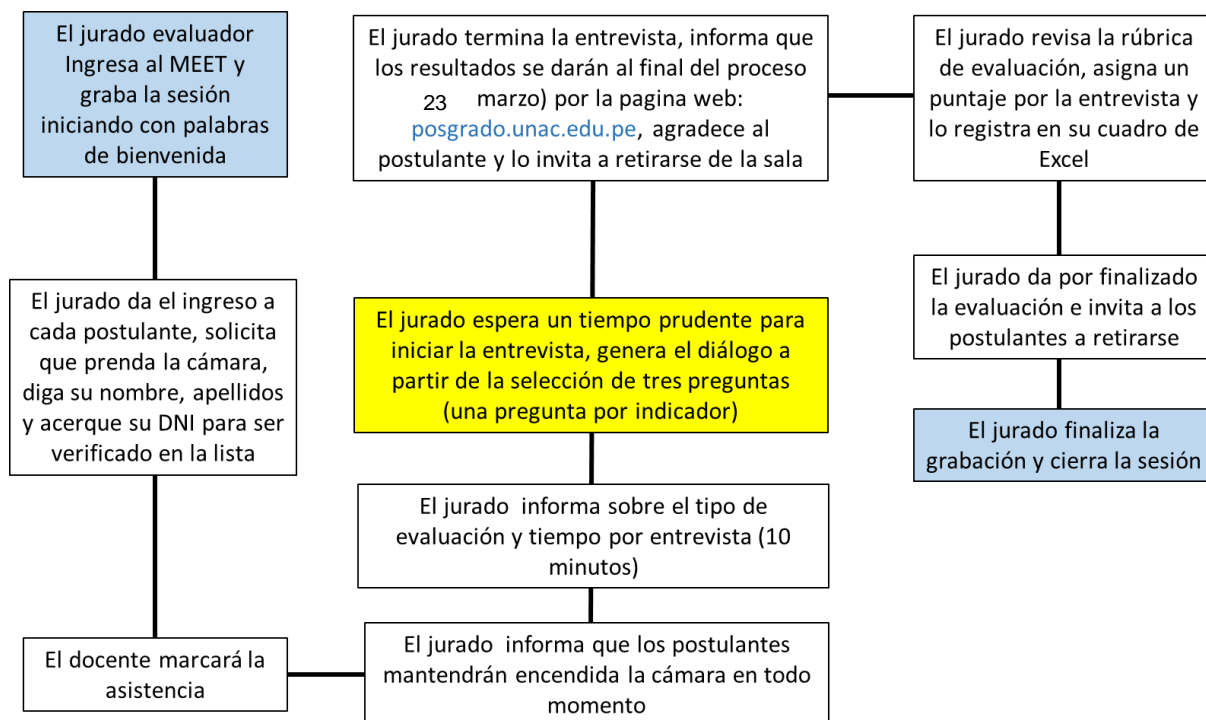 El jurado evaluador
Ingresa al MEET y
graba la sesión
iniciando con palabras
de bienvenida
El jurado da el ingreso a
cada postulante, solicita
que prenda la cámara,
diga su nombre, apellidos
y acerque su DNI para ser
verificado en la lista
El docente marcará la
asistencia
El jurado informa que los postulantes
mantendrán encendida la cámara en todo
momento
El jurado informa sobre el tipo de
evaluación y tiempo por entrevista (10
minutos)
El jurado espera un tiempo prudente para
iniciar la entrevista, genera el diálogo a
partir de la selección de tres preguntas
(una pregunta por indicador)
El jurado termina la entrevista, informa que
los resultados se darán al final del proceso
23 marzo) por la pagina web:
posgrado.unac.edu.pe, agradece al
postulante y lo invita a retirarse de la sala
El jurado revisa la rúbrica
de evaluación, asigna un
puntaje por la entrevista y
lo registra en su cuadro de
Excel
El jurado da por finalizado
la evaluación e invita a los
postulantes a retirarse
El jurado finaliza la
grabación y cierra la sesión